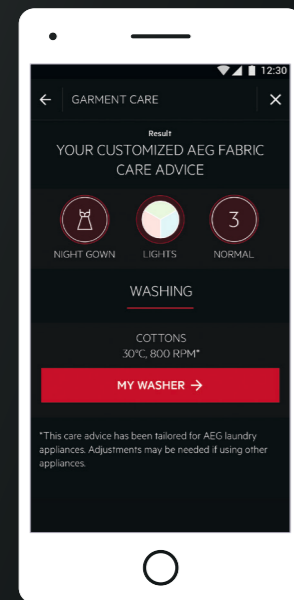 12:30
GARMENT CARE
Result
YOUR CUSTOMIZED AEG FABRIC
CARE ADVICE
3
NIGHT GOWN
LIGHTS
NORMAL
WASHING
COTTONS
30°C, 800 RPM*
MY WASHER →
*This care advice has been tailored for AEG laundry
appliances. Adjustments may be needed if using other
appliances.